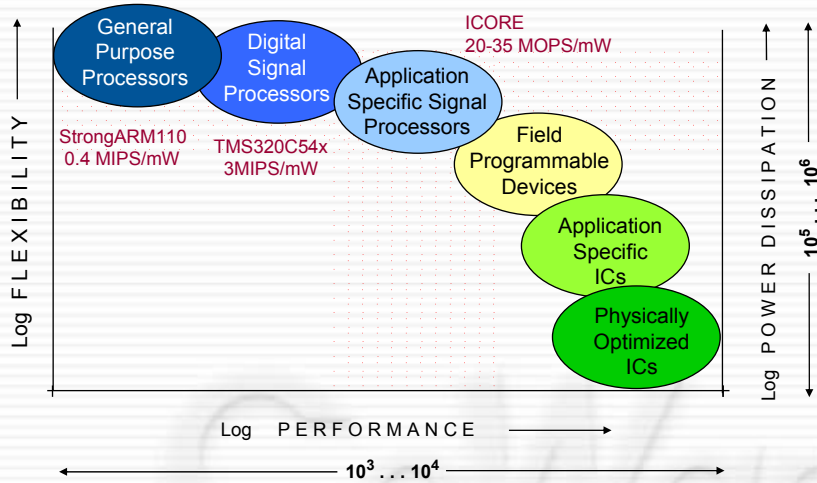 ICORE
20-35 MOPS/mW
General
Purpose
Processors
Digital
Signal
Processors
Application
Specific Signal
Processors
StrongARM110
0.4 MIPS/mW
TMS320C54x
3MIPS/mW
Field
Programmable
Devices
Application
Specific
ICs
Physically
Optimized
ICs
Log FLEXIBILITY
Log POWER DISSIPATION
10⁵ . . . 10⁶
Log PERFORMANCE
10³ . . . 10⁴